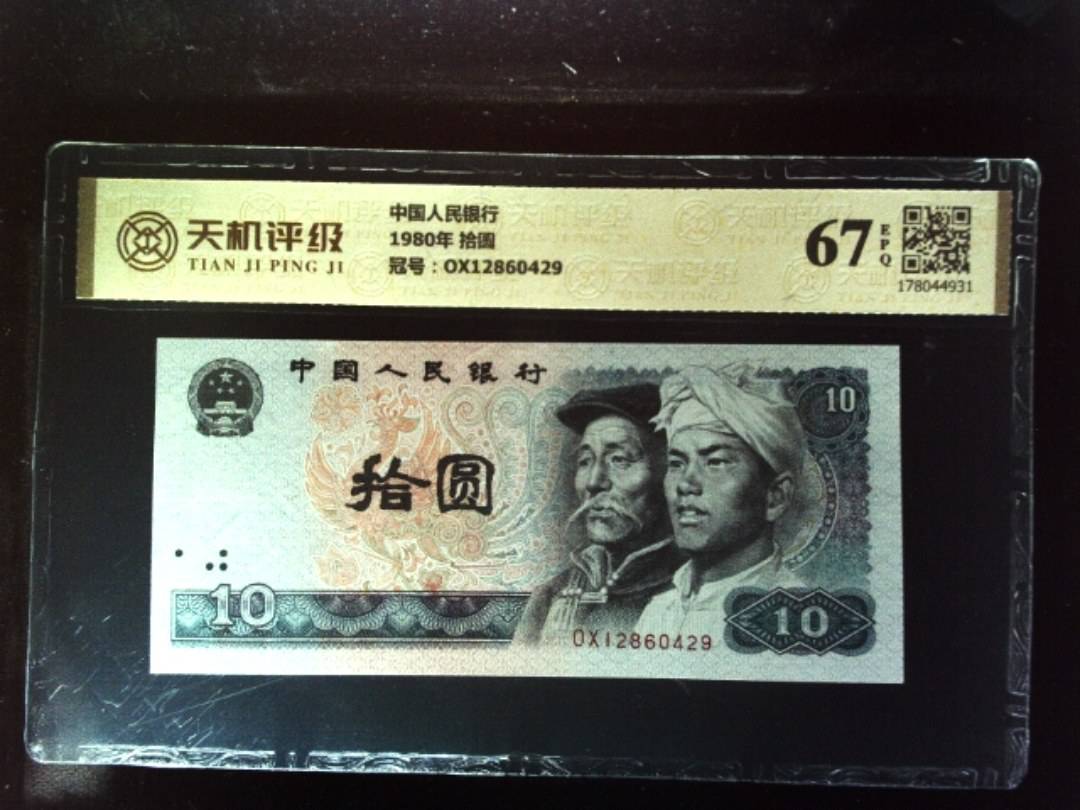 天机评级
TIAN JI PING JI
中国人民银行
1980年 拾圆
冠号：OX12860429
67
EPQ
178044931
中国人民银行
10
拾圆
10
OX12860429
10